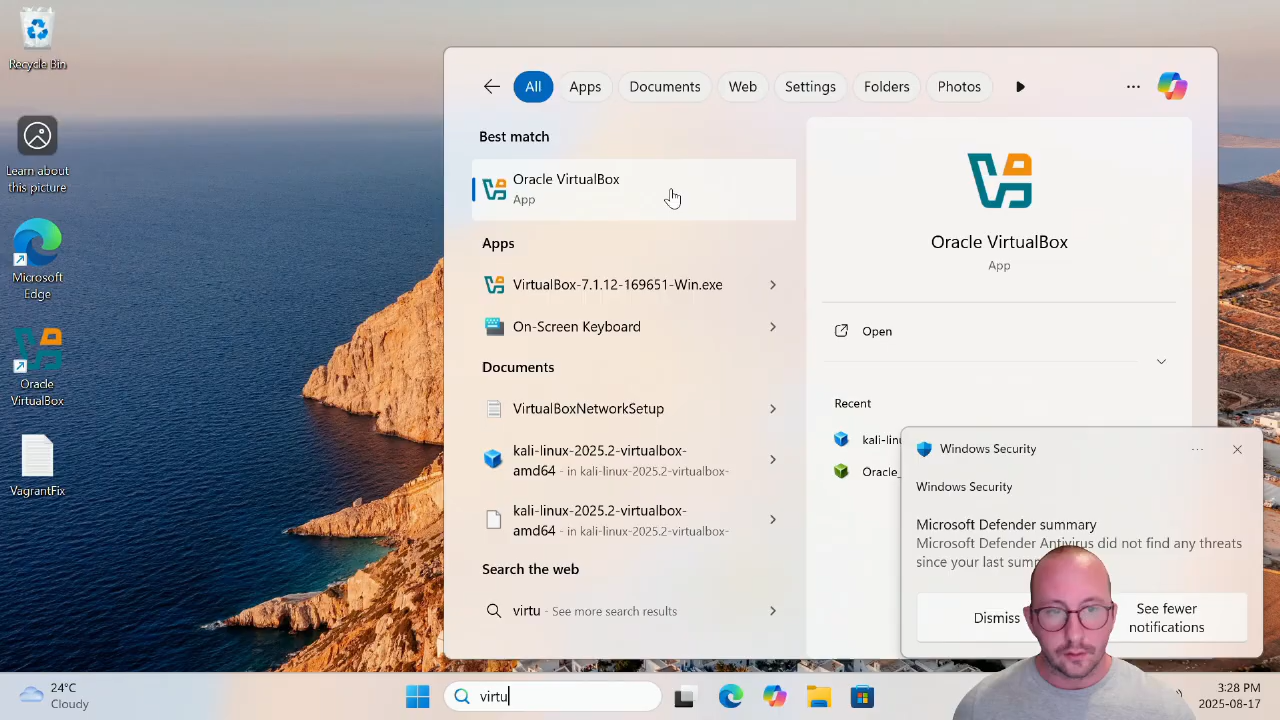 Recycle Bin
Learn about
this picture
Microsoft
Edge
Oracle
VirtualBox
VagrantFix
All
Apps
Documents
Web
Settings
Folders
Photos
Best match
Oracle VirtualBox
App
Apps
VirtualBox-7.1.12-169651-Win.exe
On-Screen Keyboard
Documents
VirtualBoxNetworkSetup
kali-linux-2025.2-virtualbox-
amd64 - in kali-linux-2025.2-virtualbox-
kali-linux-2025.2-virtualbox-
amd64 - in kali-linux-2025.2-virtualbox-
Search the web
virtu - See more search results
Oracle VirtualBox
App
Open
Recent
Windows Security
Windows Security
Microsoft Defender summary
Microsoft Defender Antivirus did not find any threats
since your last
Dismiss
See fewer
notifications
24°C
Cloudy
virtu
3:28 PM
2025-08-17